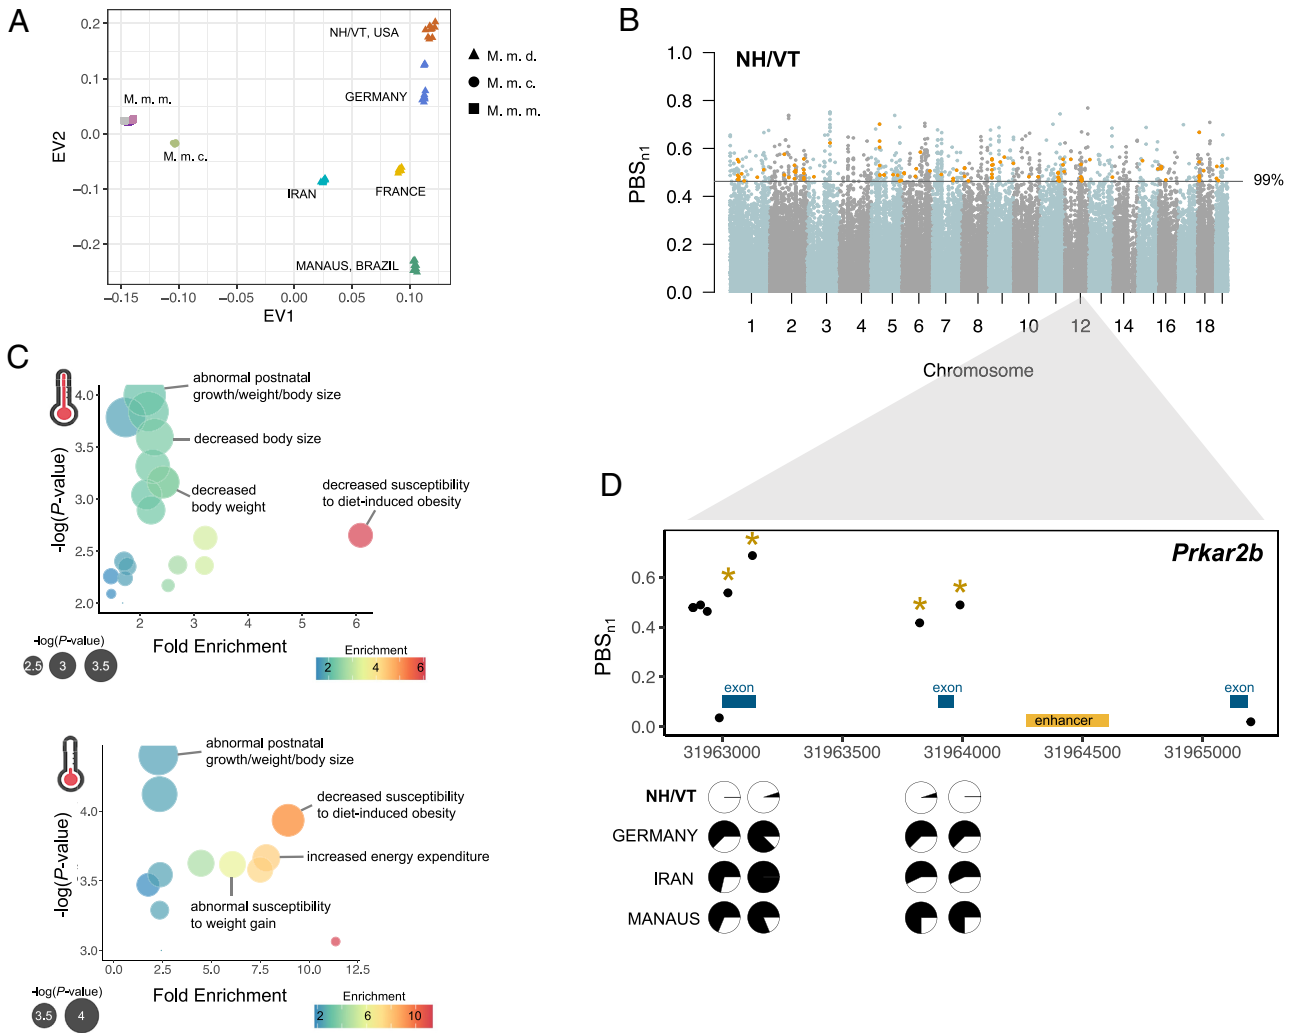 A
0.2
0.1
0.0
−0.1
−0.2
EV2
NH/VT, USA
GERMANY
M. m. m.
M. m. c.
IRAN
FRANCE
MANAUS, BRAZIL
−0.15
−0.10
−0.05
0.00
0.05
0.10
EV1
M. m. d.
M. m. c.
M. m. m.
B
NH/VT
1.0
0.8
0.6
0.4
0.2
0.0
PBSn1
99%
1
2
3
4
5
6
7
8
10
12
14
16
18
Chromosome
C
4.0
3.5
3.0
2.5
2.0
-log(P-value)
abnormal postnatal
growth/weight/body size
decreased body size
decreased
body weight
decreased susceptibility
to diet-induced obesity
2
3
4
5
6
Fold Enrichment
-log(P-value)
2.5
3
3.5
Enrichment
2
4
6
4.0
3.5
3.0
-log(P-value)
abnormal postnatal
growth/weight/body size
decreased susceptibility
to diet-induced obesity
increased energy expenditure
abnormal susceptibility
to weight gain
0.0
2.5
5.0
7.5
10.0
12.5
Fold Enrichment
-log(P-value)
3.5
4
Enrichment
2
6
10
D
Prkar2b
0.6
0.4
0.2
0.0
PBSn1
*
*
*
*
exon
exon
exon
enhancer
31963000
31963500
31964000
31964500
31965000
NH/VT
GERMANY
IRAN
MANAUS